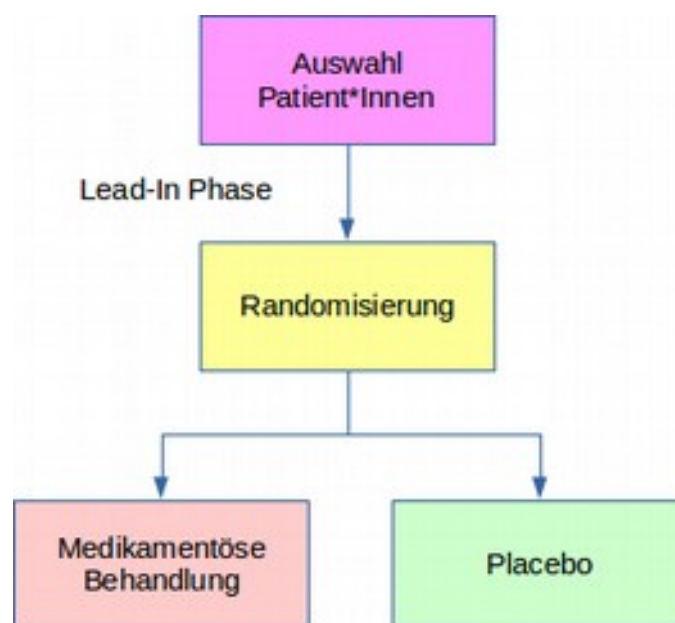 Auswahl
Patient*Innen
Lead-In Phase
Randomisierung
Medikamentöse
Behandlung
Placebo